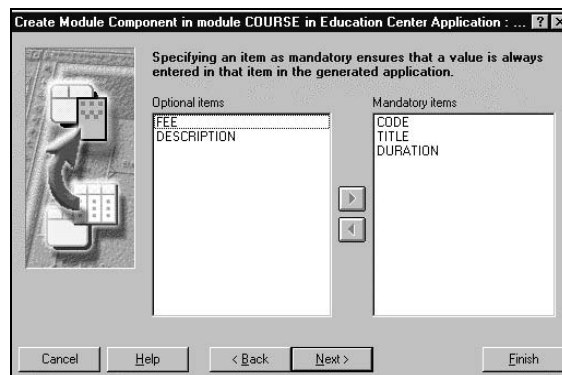 Create Module Component in module COURSE in Education Center Application : ...
Specifying an item as mandatory ensures that a value is always
entered in that item in the generated application.
Optional items
FEE
DESCRIPTION
Mandatory items
CODE
TITLE
DURATION
Cancel
Help
< Back
Next >
Finish